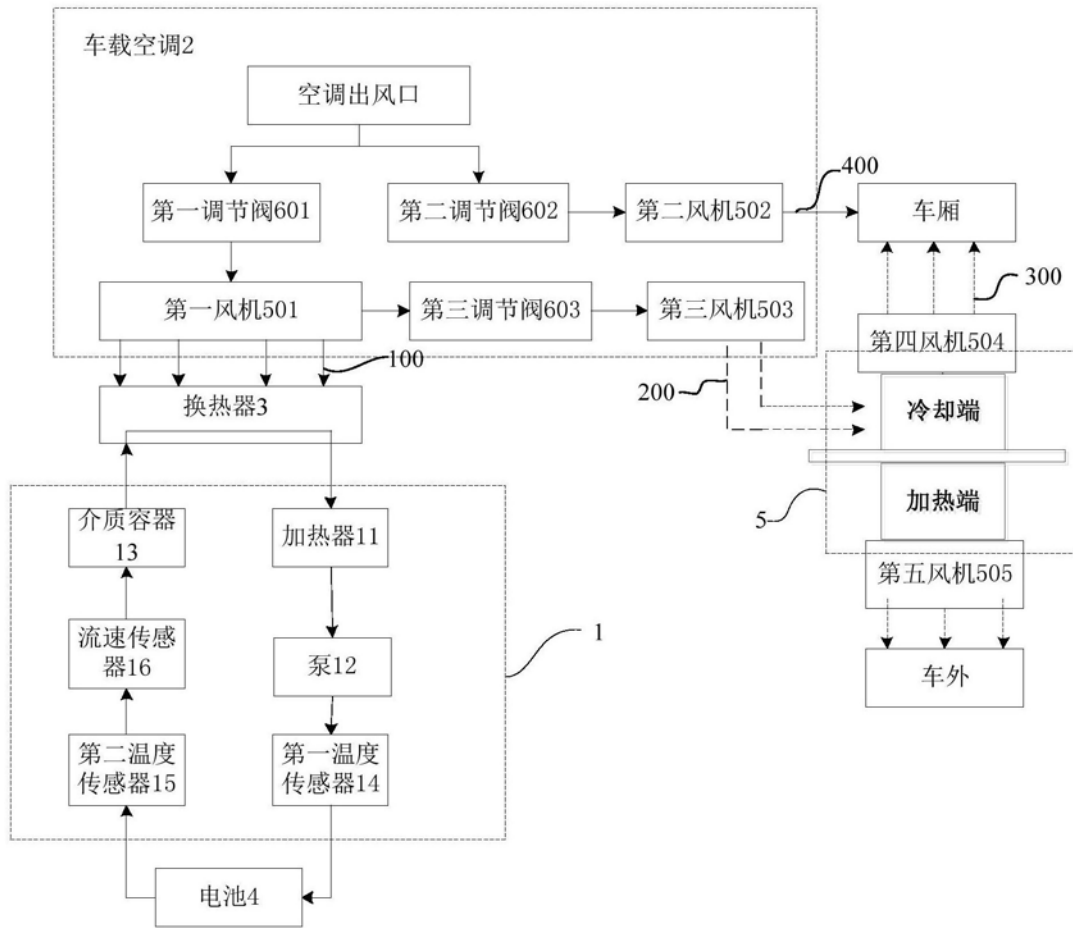 车载空调2
空调出风口
400
第一调节阀601
第二调节阀602
第二风机502
车厢
300
第一风机501
第三调节阀603
第三风机503
第四风机504
100
200
换热器3
冷却端
加热端
5
介质容器
13
加热器11
第五风机505
流速传感
器16
泵12
1
车外
第二温度
传感器15
第一温度
传感器14
电池4